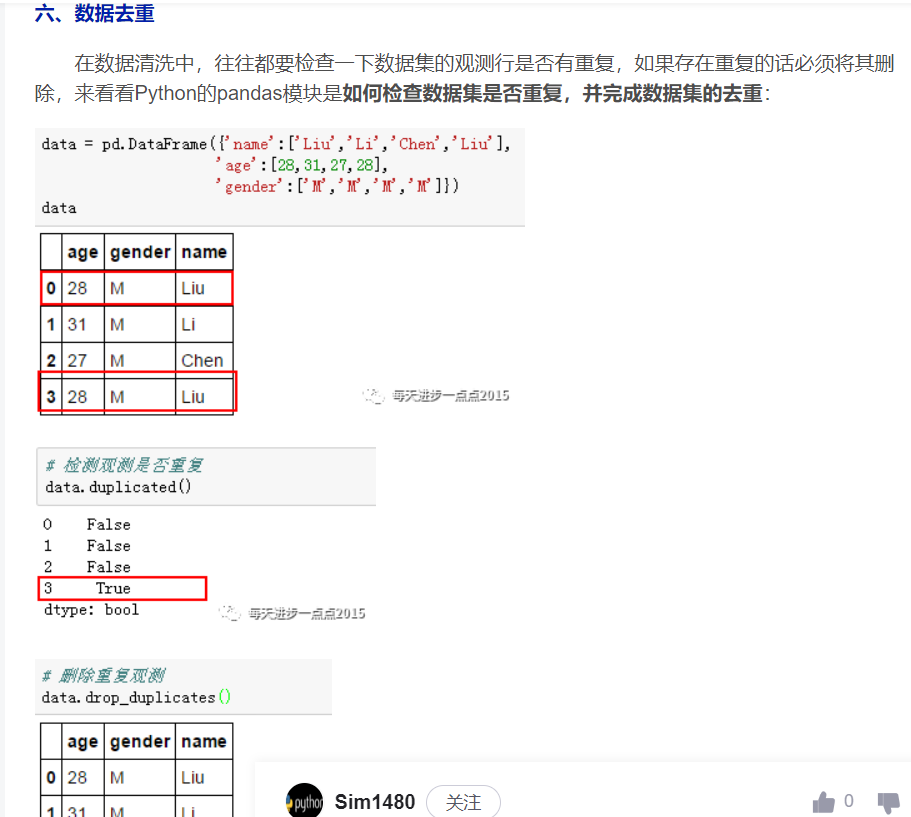 六、数据去重
在数据清洗中，往往都要检查一下数据集的观测行是否有重复，如果存在重复的话必须将其删
除，来看看Python的pandas模块是如何检查数据集是否重复，并完成数据集的去重：
data = pd.DataFrame({'name':['Liu','Li','Chen','Liu'],
'age':[28,31,27,28],
'gender':['M','M','M','M']})
data
age gender name
0 28 M Liu
1 31 M Li
2 27 M Chen
3 28 M Liu
每天进步一点点2015
# 检测观测是否重复
data.duplicated()
0 False
1 False
2 False
3 True
dtype: bool
每天进步一点点2015
# 删除重复观测
data.drop_duplicates()
age gender name
0 28 M Liu
1 31 M Li
python
Sim1480
关注
0